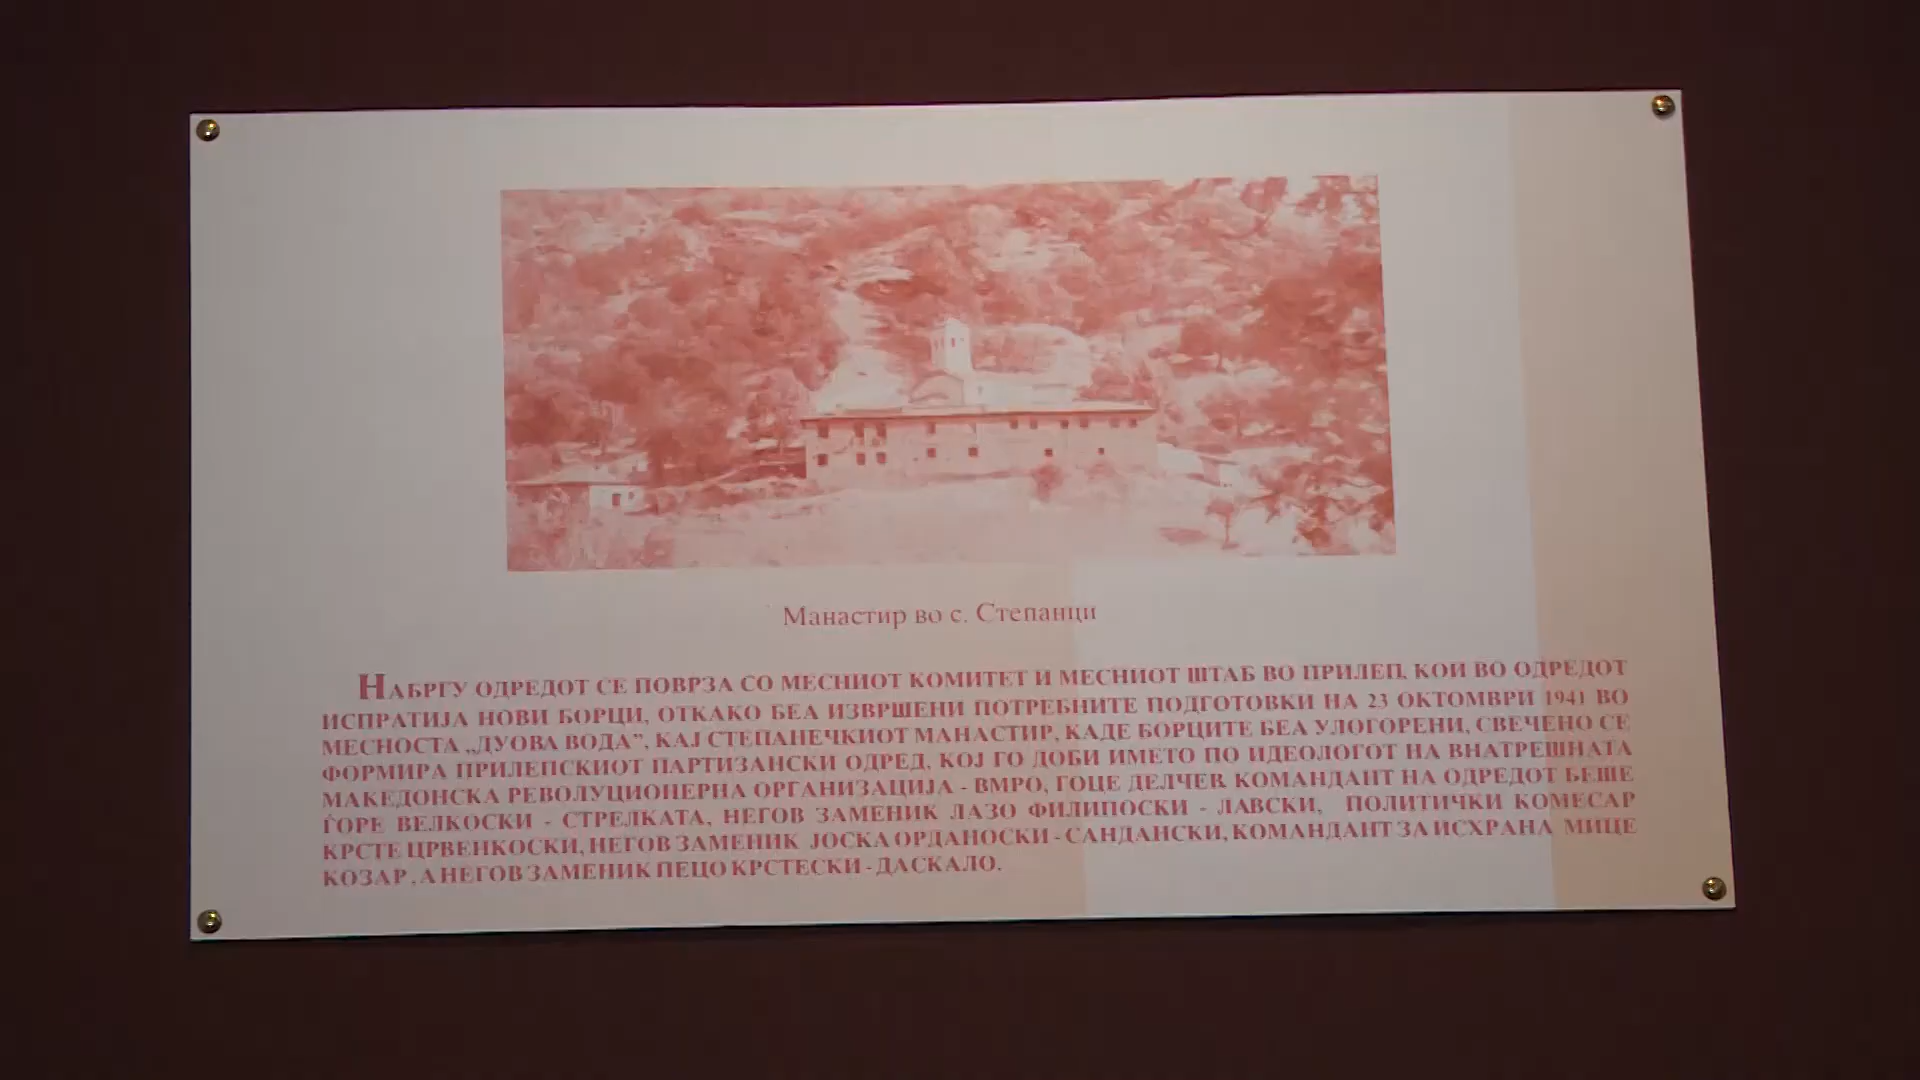 Манастир во с. Степанци
НАБРГУ ОДРЕДОТ СЕ ПОВРЗА СО МЕСНИОТ КОМИТЕТ И МЕСНИОТ ШТАБ ВО ПРИЛЕП, КОИ ВО ОДРЕДОТ
ИСПРАТИЈА НОВИ БОРЦИ, ОТКАКО БЕА ИЗВРШЕНИ ПОТРЕБНИТЕ ПОДГОТОВКИ НА 23 ОКТОМВРИ 1941 ВО
МЕСНОСТА „ДУОВА ВОДА”, КАЈ СТЕПАНЕЧКИОТ МАНАСТИР, КАДЕ БОРЦИТЕ БЕА УЛОГОРЕНИ, СВЕЧЕНО СЕ
ФОРМИРА ПРИЛЕПСКИОТ ПАРТИЗАНСКИ ОДРЕД, КОЈ ГО ДОБИ ИМЕТО ПО ИДЕОЛОГОТ НА ВНАТРЕШНАТА
МАКЕДОНСКА РЕВОЛУЦИОНЕРНА ОРГАНИЗАЦИЈА - ВМРО, ГОЦЕ ДЕЛЧЕВ. КОМАНДАНТ НА ОДРЕДОТ БЕШЕ
ЃОРЕ ВЕЛКОСКИ - СТРЕЛКАТА, НЕГОВ ЗАМЕНИК ЛАЗО ФИЛИПОСКИ - ЛАВСКИ, ПОЛИТИЧКИ КОМЕСАР
КРСТЕ ЦРВЕНКОСКИ, НЕГОВ ЗАМЕНИК ЈОСКА ОРДАНОСКИ - САНДАНСКИ, КОМАНДАНТ ЗА ИСХРАНА МИЦЕ
КОЗАР , А НЕГОВ ЗАМЕНИК ПЕЦО КРСТЕСКИ - ДАСКАЛО.